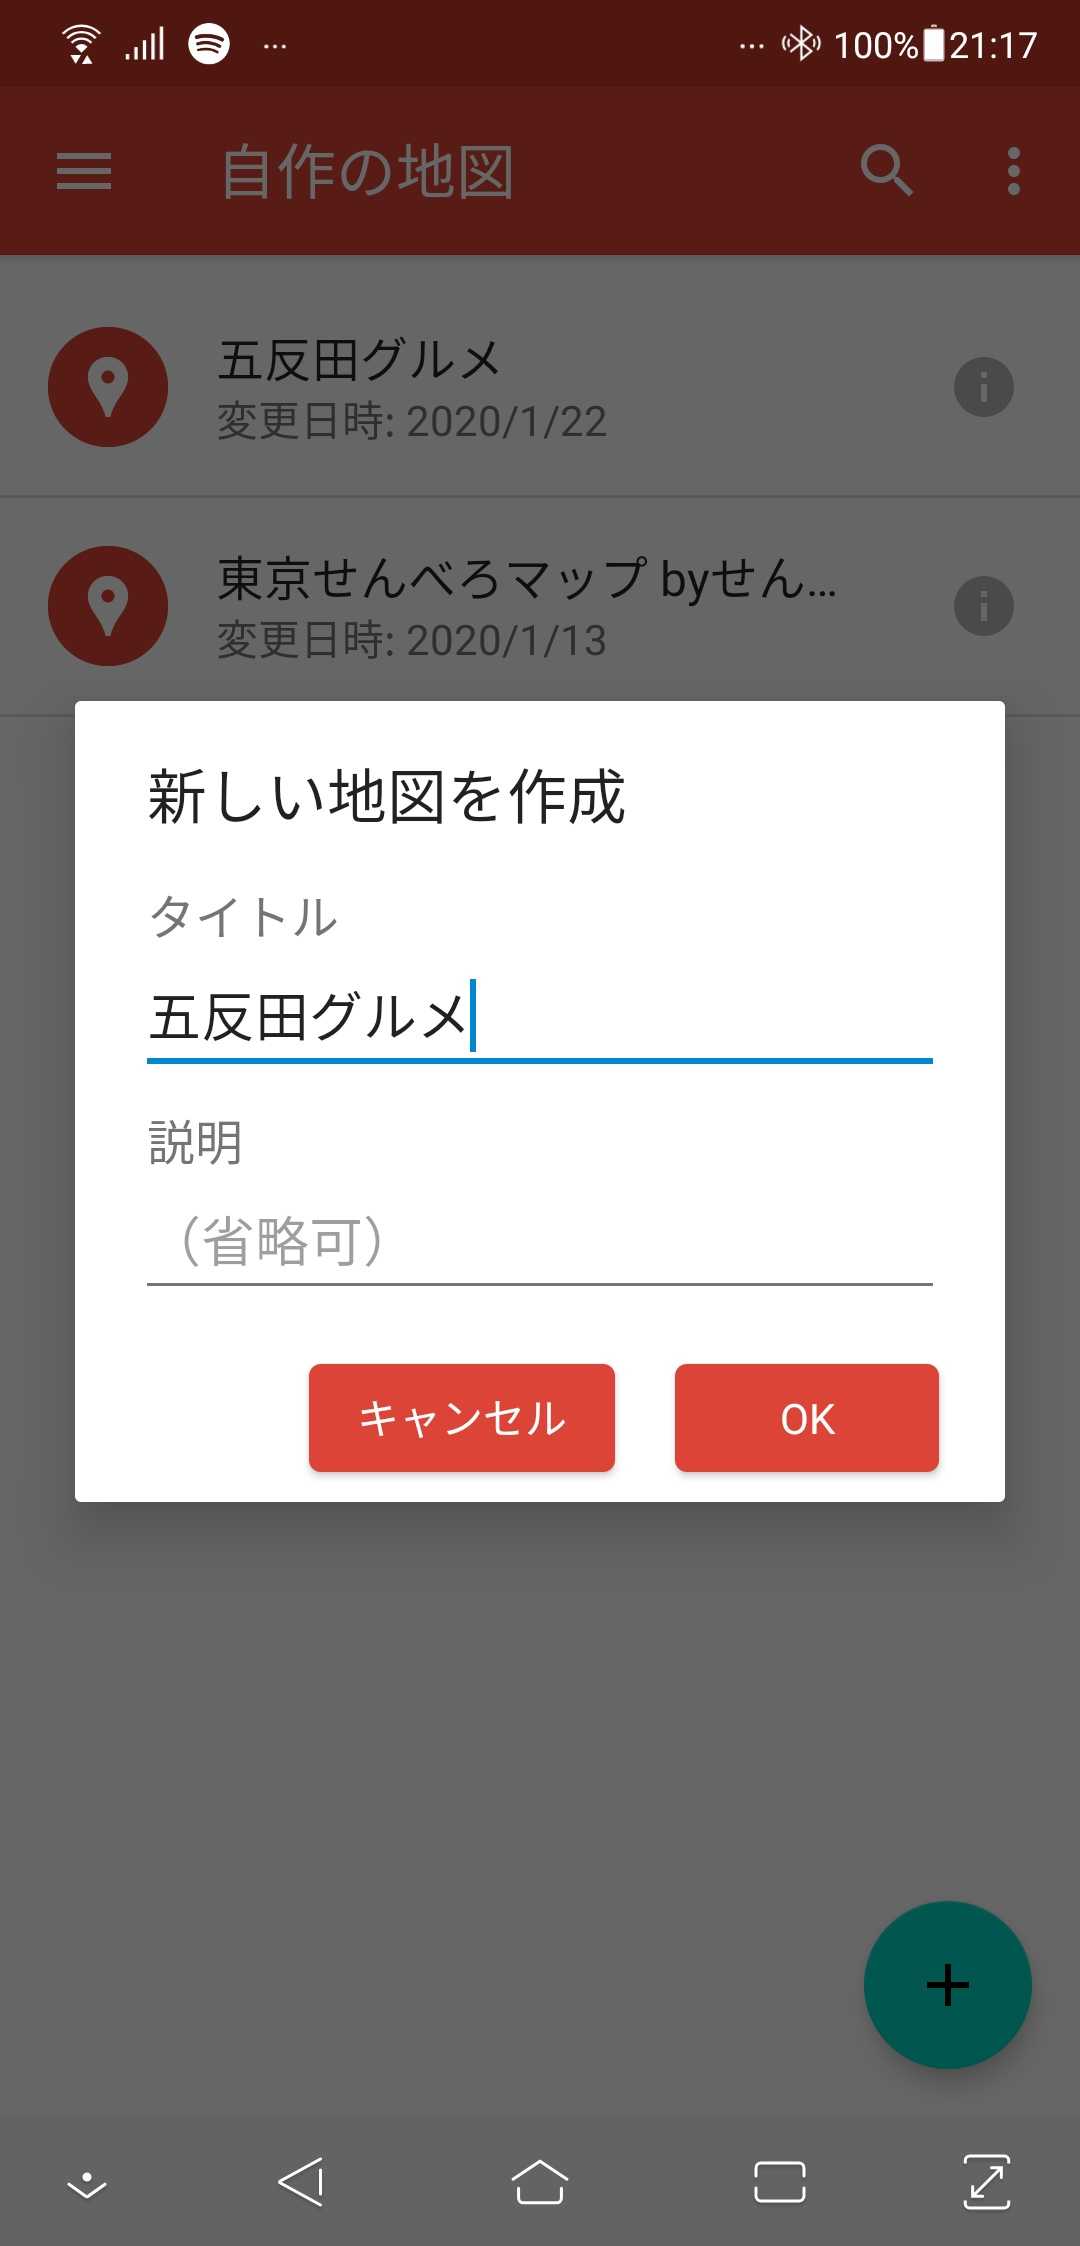 ... ... 100% 21:17
自作の地図
五反田グルメ
変更日時: 2020/1/22
東京せんべろマップ byせん...
変更日時: 2020/1/13
新しい地図を作成
タイトル
五反田グルメ
説明
（省略可）
キャンセル OK